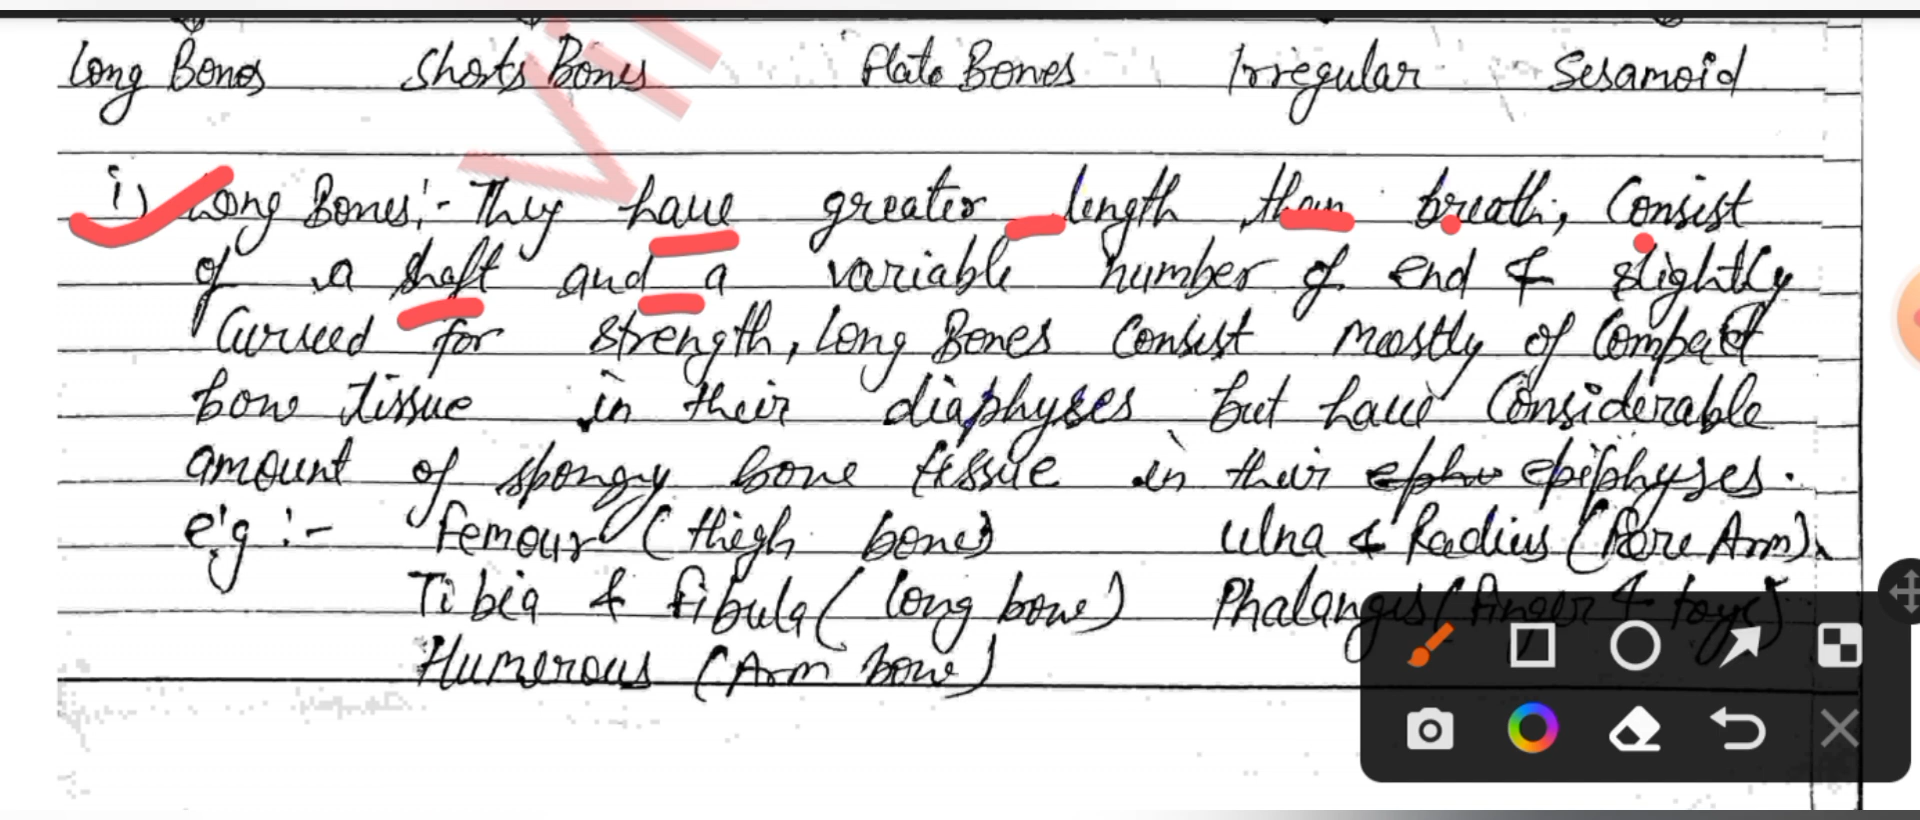 Long Bones Shorts Bones Plate Bones Irregular Sesamoid
i) Long Bones:- They have greater length than breath, Consist
of a shaft and a variable number of end & slightly
Curved for strength, Long Bones Consist mostly of Compact
bone tissue in their diaphyses but have Considerable
amount of spongy bone tissue in their epiphyses.
e.g :- Femour (thigh bone) Ulna & Radius (Fore Arm).
Tibia & Fibula (long bone) Phalanges (Finger & toys)
Humerous (Arm bone)